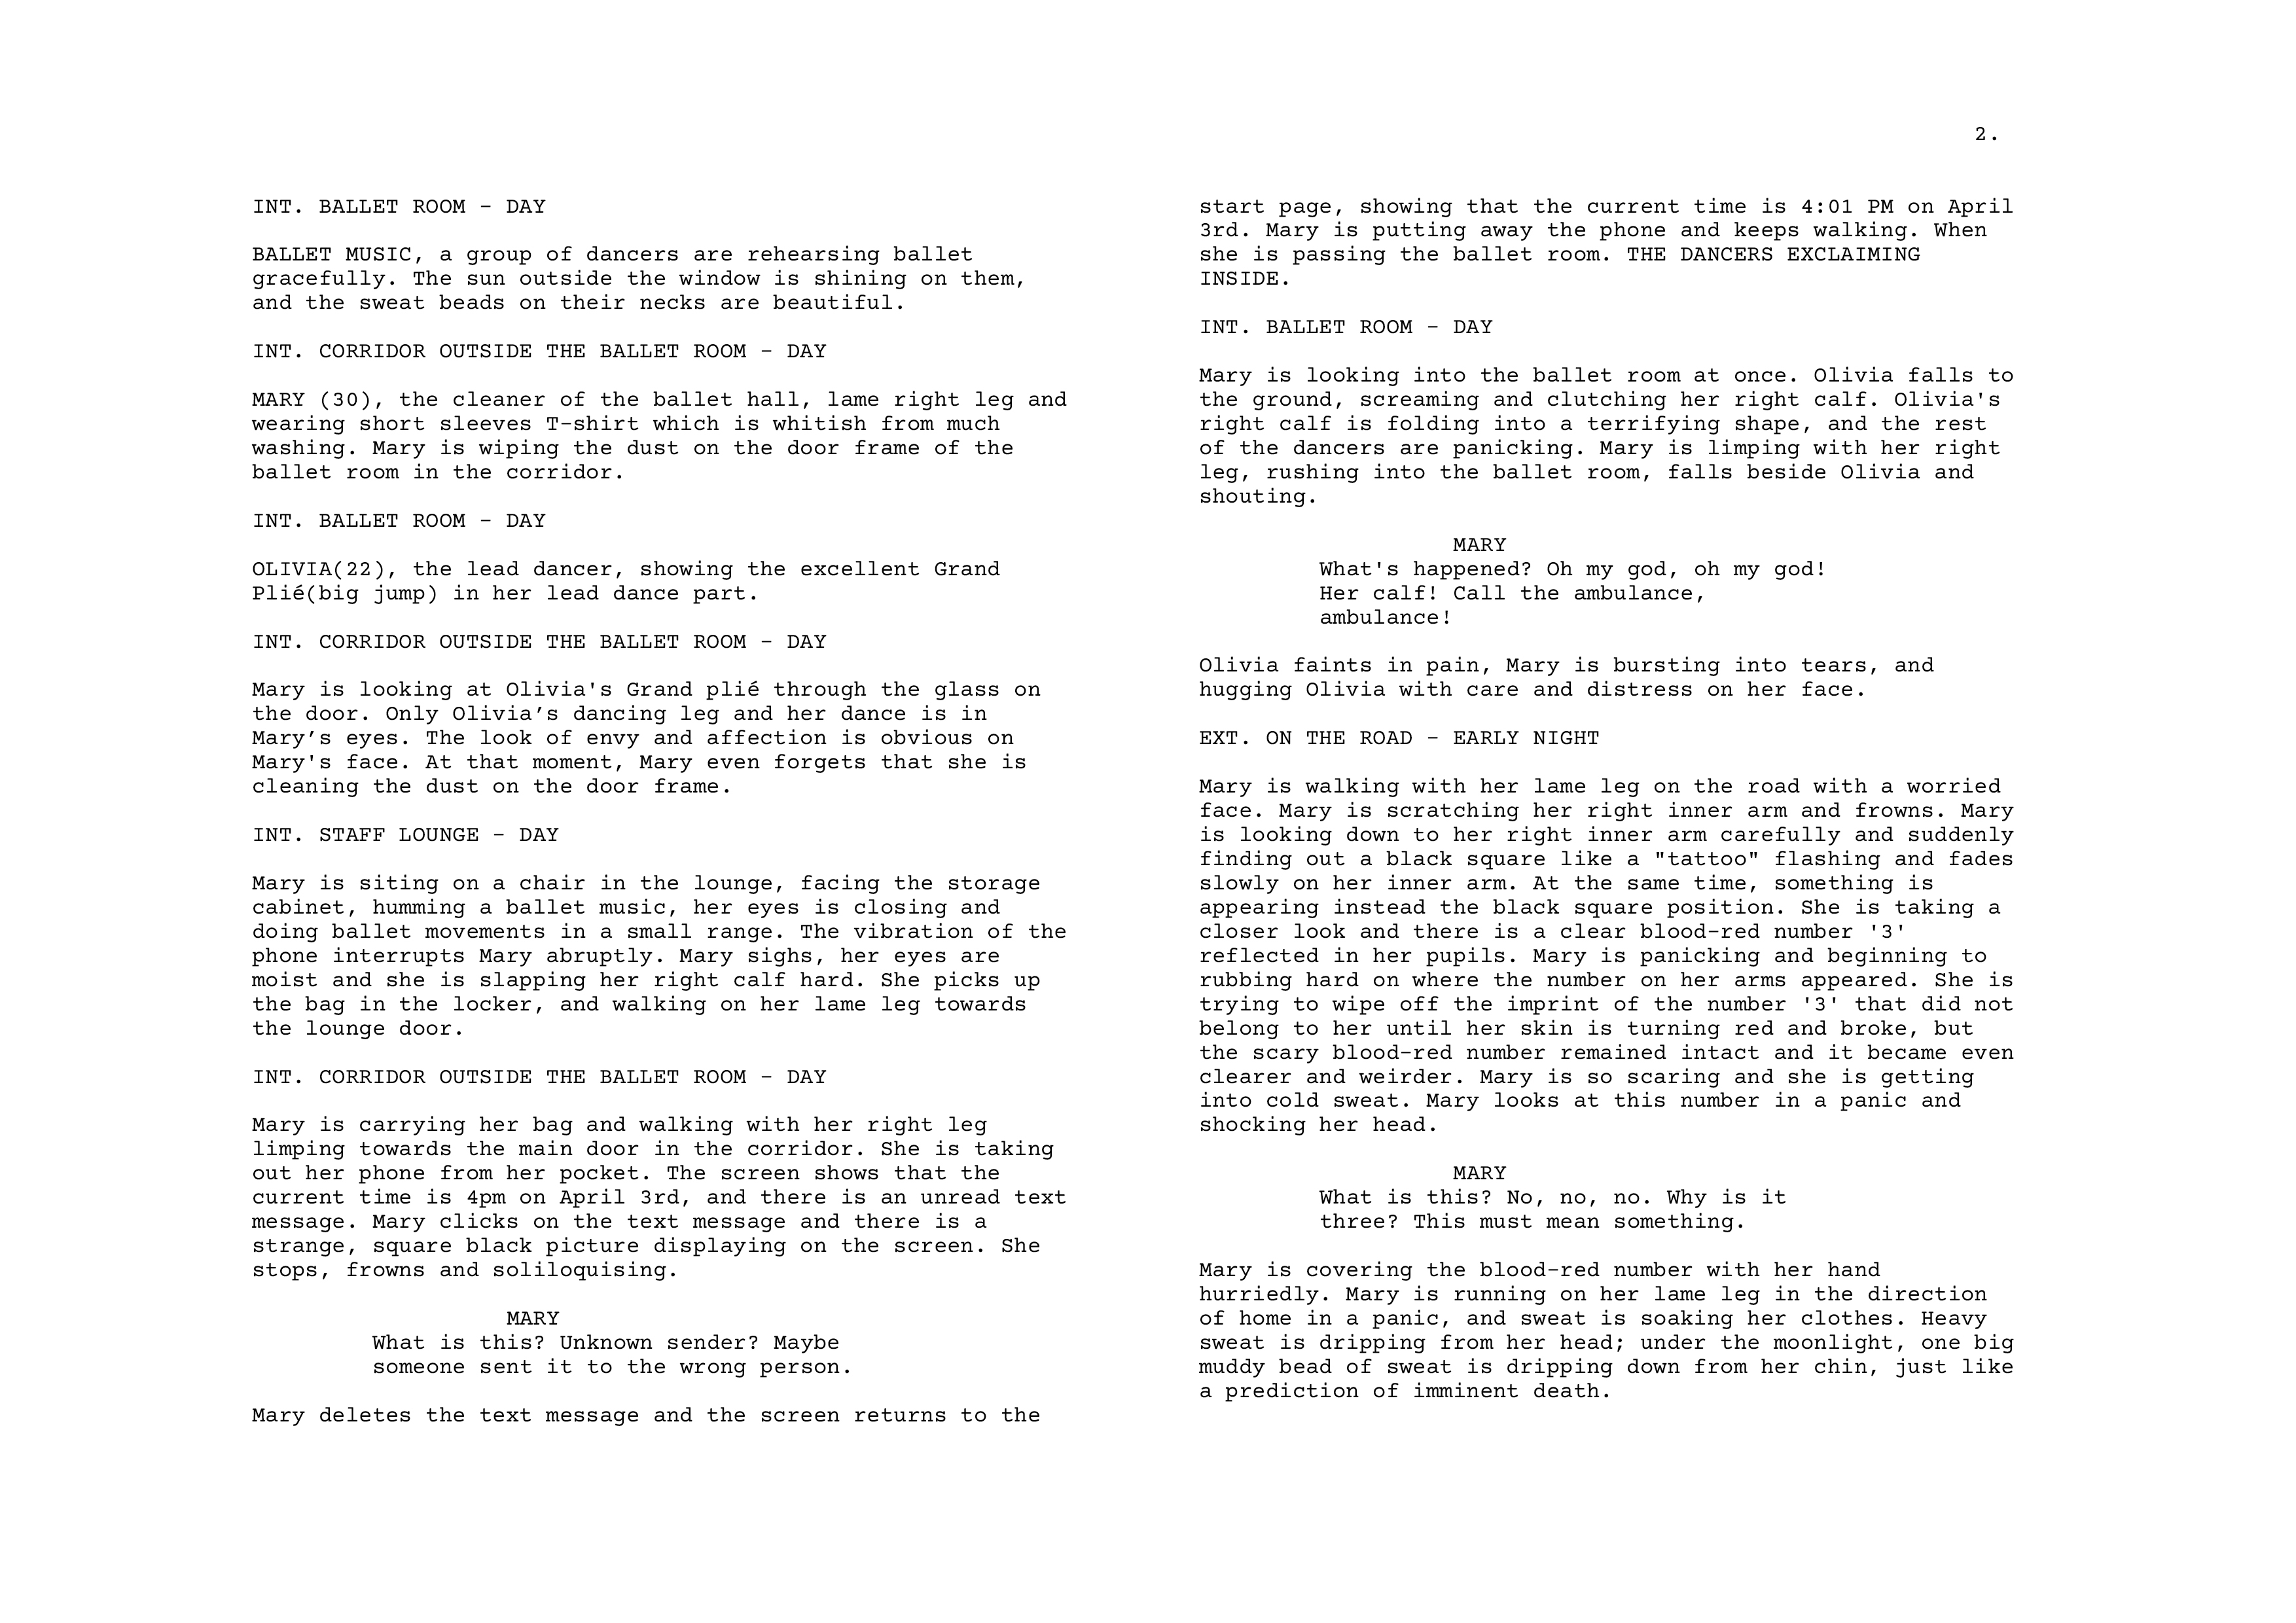 INT. BALLET ROOM - DAY
BALLET MUSIC, a group of dancers are rehearsing ballet
gracefully. The sun outside the window is shining on them,
and the sweat beads on their necks are beautiful.
INT. CORRIDOR OUTSIDE THE BALLET ROOM - DAY
MARY (30), the cleaner of the ballet hall, lame right leg and
wearing short sleeves T-shirt which is whitish from much
washing. Mary is wiping the dust on the door frame of the
ballet room in the corridor.
INT. BALLET ROOM - DAY
OLIVIA(22), the lead dancer, showing the excellent Grand
Plié(big jump) in her lead dance part.
INT. CORRIDOR OUTSIDE THE BALLET ROOM - DAY
Mary is looking at Olivia's Grand plié through the glass on
the door. Only Olivia’s dancing leg and her dance is in
Mary’s eyes. The look of envy and affection is obvious on
Mary's face. At that moment, Mary even forgets that she is
cleaning the dust on the door frame.
INT. STAFF LOUNGE - DAY
Mary is siting on a chair in the lounge, facing the storage
cabinet, humming a ballet music, her eyes is closing and
doing ballet movements in a small range. The vibration of the
phone interrupts Mary abruptly. Mary sighs, her eyes are
moist and she is slapping her right calf hard. She picks up
the bag in the locker, and walking on her lame leg towards
the lounge door.
INT. CORRIDOR OUTSIDE THE BALLET ROOM - DAY
Mary is carrying her bag and walking with her right leg
limping towards the main door in the corridor. She is taking
out her phone from her pocket. The screen shows that the
current time is 4pm on April 3rd, and there is an unread text
message. Mary clicks on the text message and there is a
strange, square black picture displaying on the screen. She
stops, frowns and soliloquising.
MARY
What is this? Unknown sender? Maybe
someone sent it to the wrong person.
Mary deletes the text message and the screen returns to the
2.
start page, showing that the current time is 4:01 PM on April
3rd. Mary is putting away the phone and keeps walking. When
she is passing the ballet room. THE DANCERS EXCLAIMING
INSIDE.
INT. BALLET ROOM - DAY
Mary is looking into the ballet room at once. Olivia falls to
the ground, screaming and clutching her right calf. Olivia's
right calf is folding into a terrifying shape, and the rest
of the dancers are panicking. Mary is limping with her right
leg, rushing into the ballet room, falls beside Olivia and
shouting.
MARY
What's happened? Oh my god, oh my god!
Her calf! Call the ambulance,
ambulance!
Olivia faints in pain, Mary is bursting into tears, and
hugging Olivia with care and distress on her face.
EXT. ON THE ROAD - EARLY NIGHT
Mary is walking with her lame leg on the road with a worried
face. Mary is scratching her right inner arm and frowns. Mary
is looking down to her right inner arm carefully and suddenly
finding out a black square like a "tattoo" flashing and fades
slowly on her inner arm. At the same time, something is
appearing instead the black square position. She is taking a
closer look and there is a clear blood-red number '3'
reflected in her pupils. Mary is panicking and beginning to
rubbing hard on where the number on her arms appeared. She is
trying to wipe off the imprint of the number '3' that did not
belong to her until her skin is turning red and broke, but
the scary blood-red number remained intact and it became even
clearer and weirder. Mary is so scaring and she is getting
into cold sweat. Mary looks at this number in a panic and
shocking her head.
MARY
What is this? No, no, no. Why is it
three? This must mean something.
Mary is covering the blood-red number with her hand
hurriedly. Mary is running on her lame leg in the direction
of home in a panic, and sweat is soaking her clothes. Heavy
sweat is dripping from her head; under the moonlight, one big
muddy bead of sweat is dripping down from her chin, just like
a prediction of imminent death.